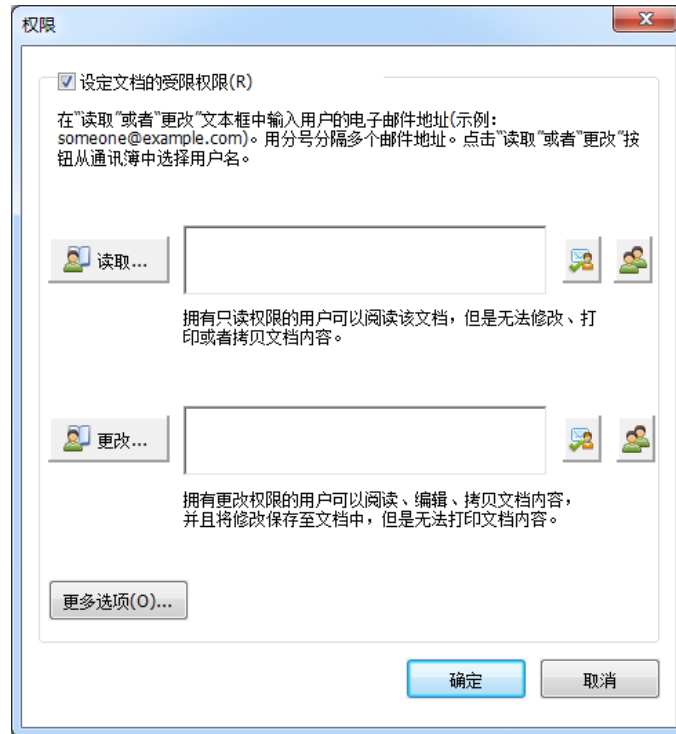 权限
设定文档的受限权限(R)
在"读取"或者"更改"文本框中输入用户的电子邮件地址(示例:
someone@example.com)。用分号分隔多个邮件地址。点击"读取"或者"更改"按
钮从通讯簿中选择用户名。
读取...
拥有只读权限的用户可以阅读该文档，但是无法修改、打
印或者拷贝文档内容。
更改...
拥有更改权限的用户可以阅读、编辑、拷贝文档内容，
并且将修改保存至文档中，但是无法打印文档内容。
更多选项(O)...
确定
取消